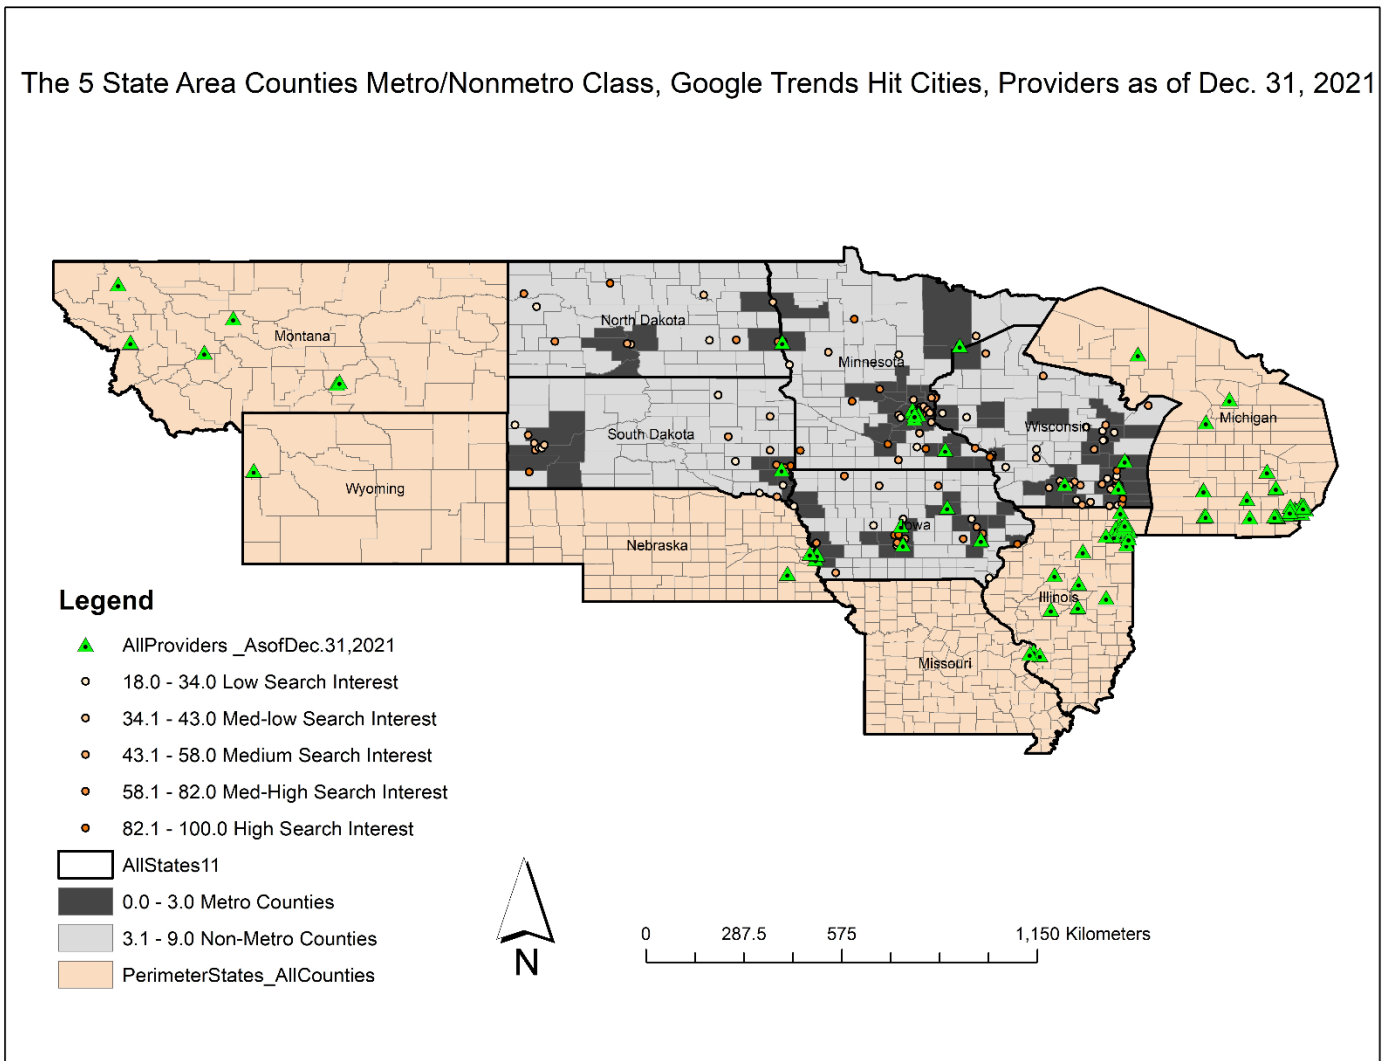 The 5 State Area Counties Metro/Nonmetro Class, Google Trends Hit Cities, Providers as of Dec. 31, 2021
Montana
North Dakota
Minnesota
Michigan
South Dakota
Wisconsin
Wyoming
Iowa
Nebraska
Illinois
Missouri
Legend
AllProviders _AsofDec.31,2021
18.0 - 34.0 Low Search Interest
34.1 - 43.0 Med-low Search Interest
43.1 - 58.0 Medium Search Interest
58.1 - 82.0 Med-High Search Interest
82.1 - 100.0 High Search Interest
AllStates11
0.0 - 3.0 Metro Counties
3.1 - 9.0 Non-Metro Counties
PerimeterStates_AllCounties
N
0 287.5 575 1,150 Kilometers